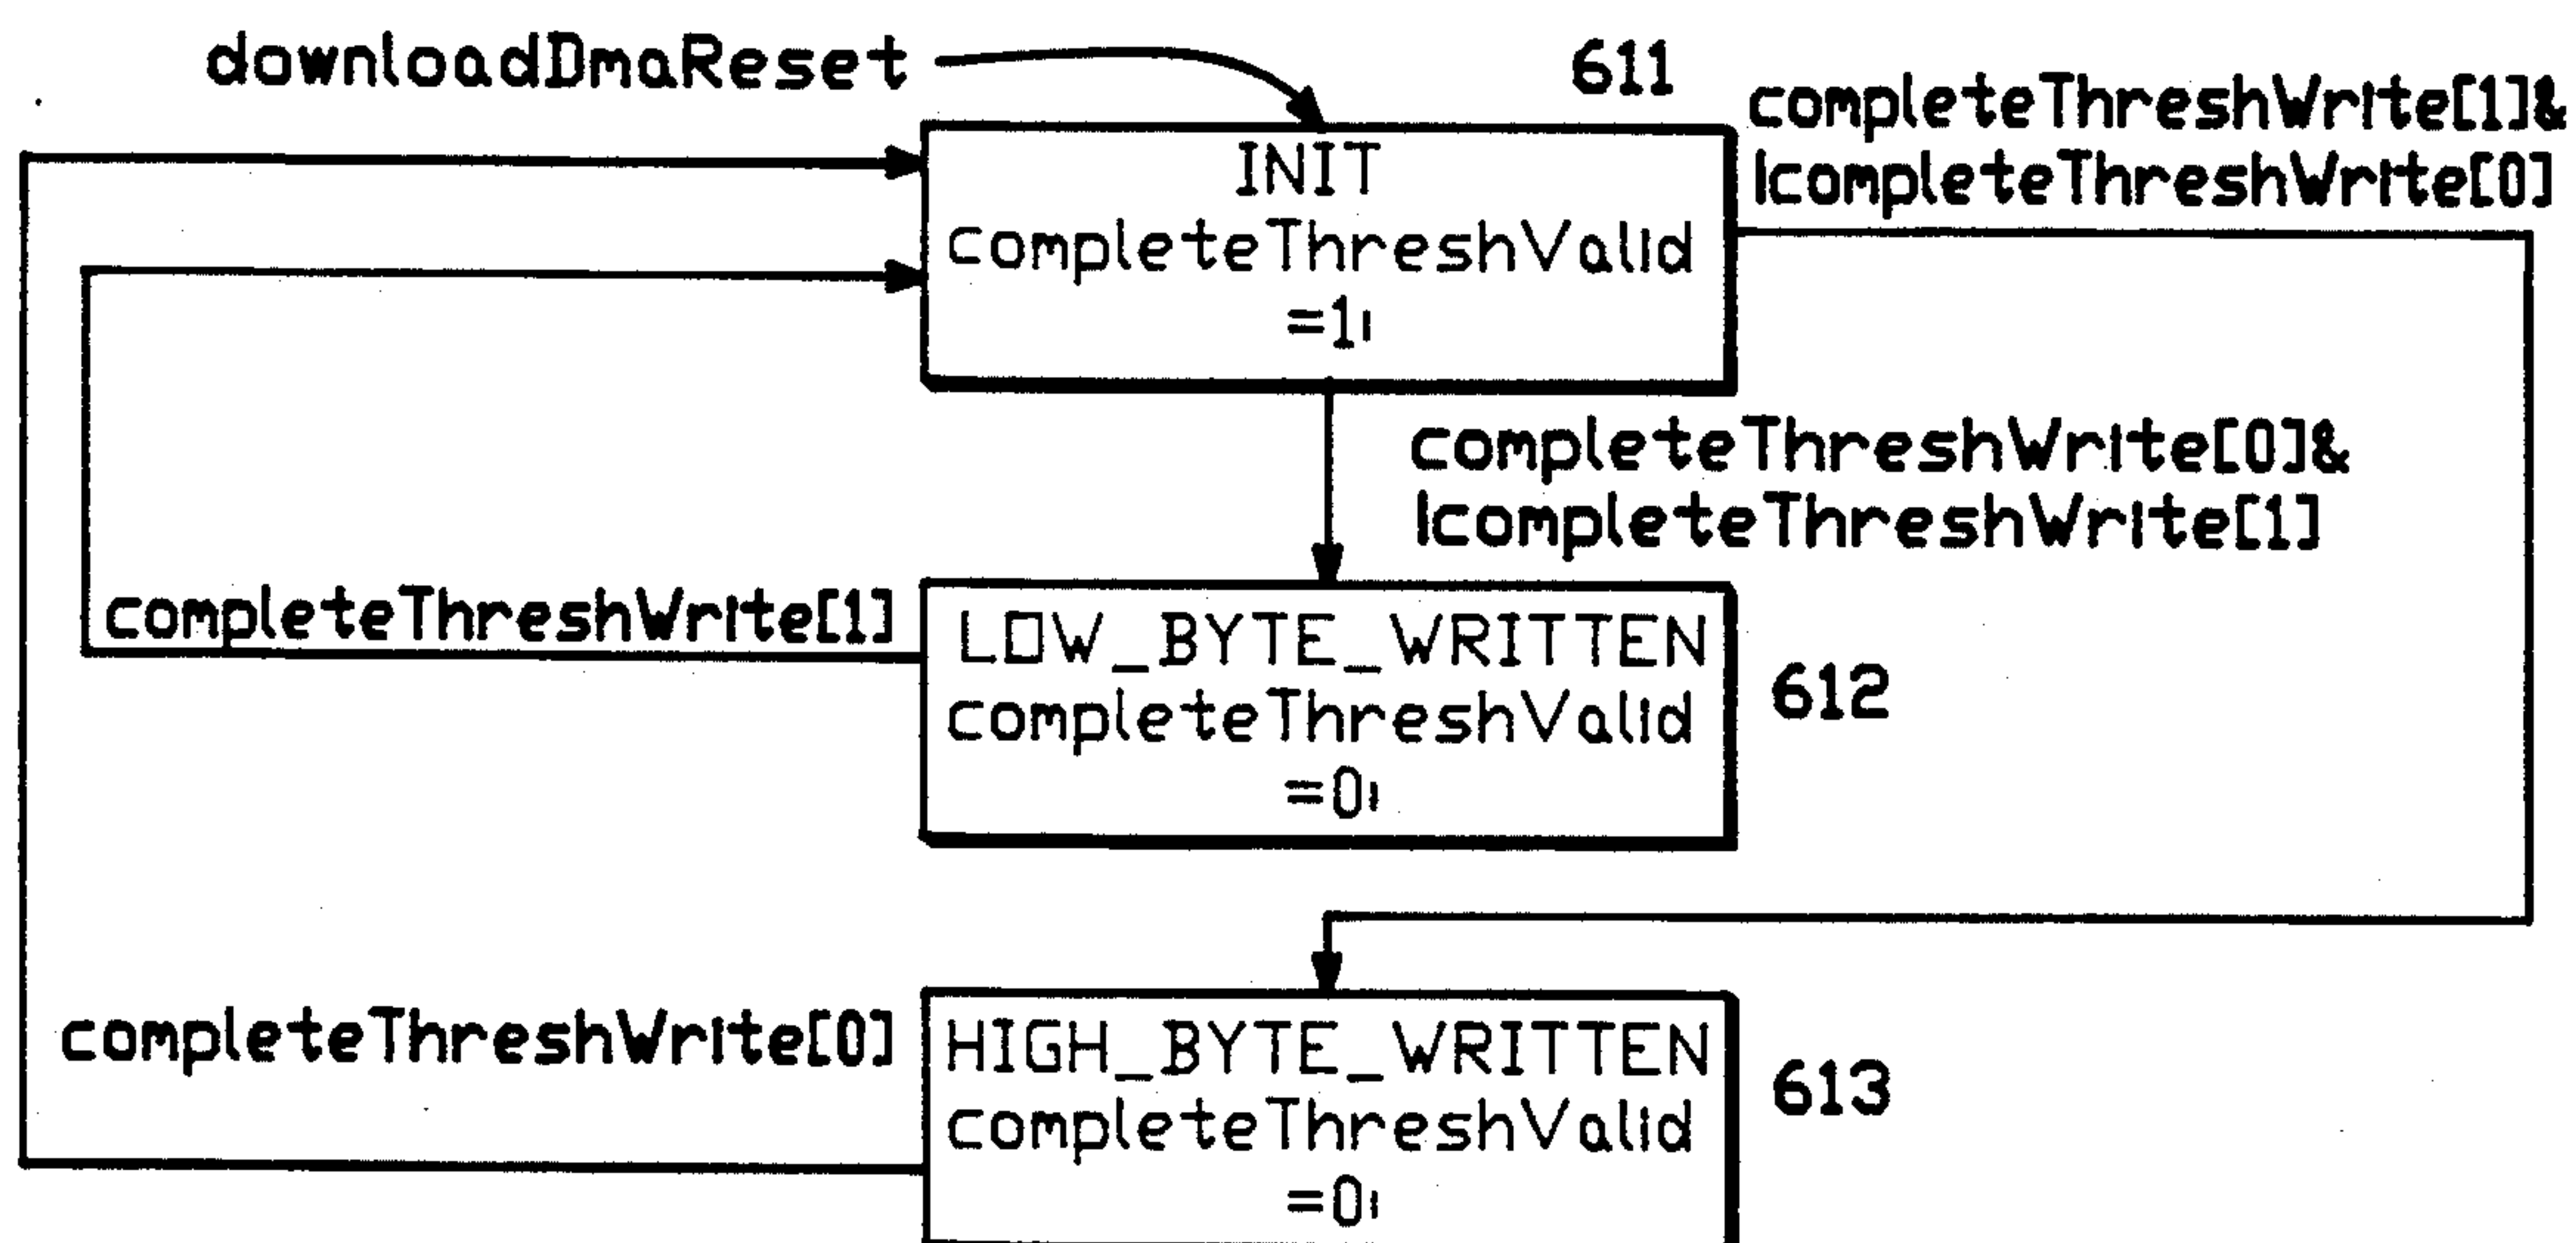 downloadDmaReset
611
completeThreshWrite[1]&
!completeThreshWrite[0]
INIT
completeThreshValid
=1;
completeThreshWrite[0]&
!completeThreshWrite[1]
completeThreshWrite[1]
LOW_BYTE_WRITTEN
completeThreshValid
=0;
612
completeThreshWrite[0]
HIGH_BYTE_WRITTEN
completeThreshValid
=0;
613